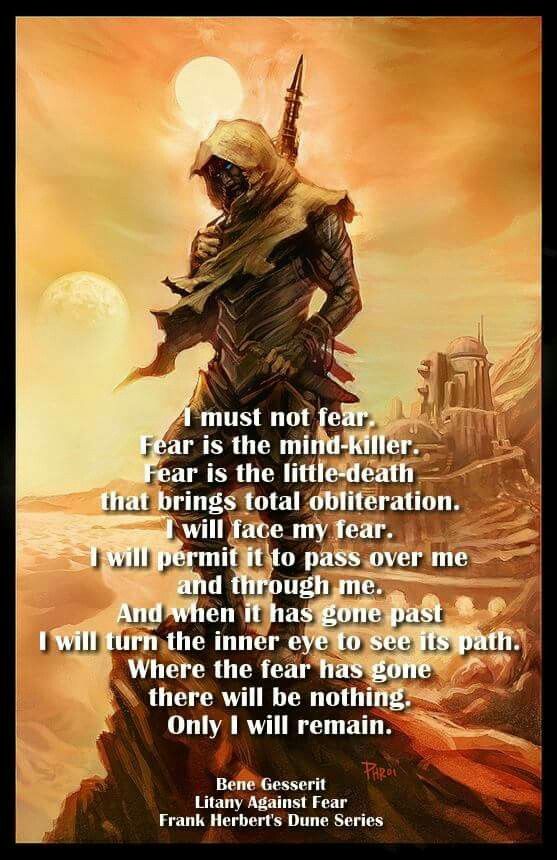 I must not fear.
Fear is the mind-killer.
Fear is the little-death
that brings total obliteration.
I will face my fear.
I will permit it to pass over me
and through me.
And when it has gone past
I will turn the inner eye to see its path.
Where the fear has gone
there will be nothing.
Only I will remain.
PHROI
Bene Gesserit
Litany Against Fear
Frank Herbert's Dune Series